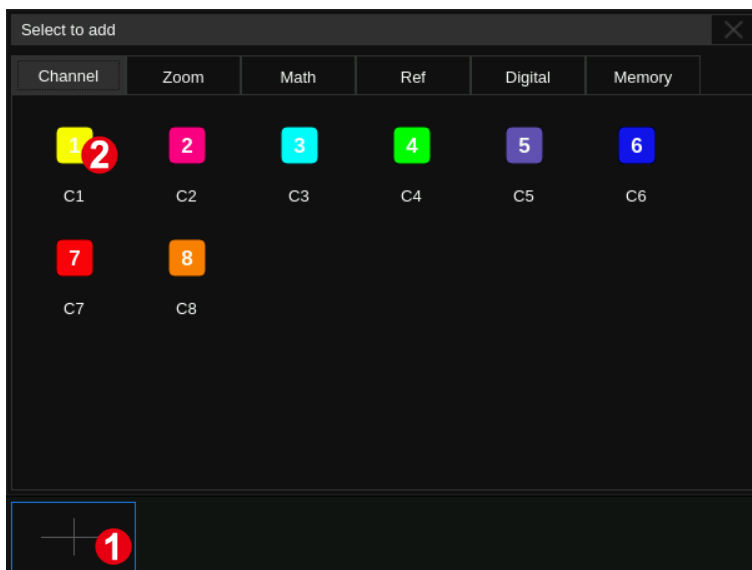 Select to add
Channel Zoom Math Ref Digital Memory
1 2 2 3 4 5 6
C1 C2 C3 C4 C5 C6
7 8
C7 C8
1